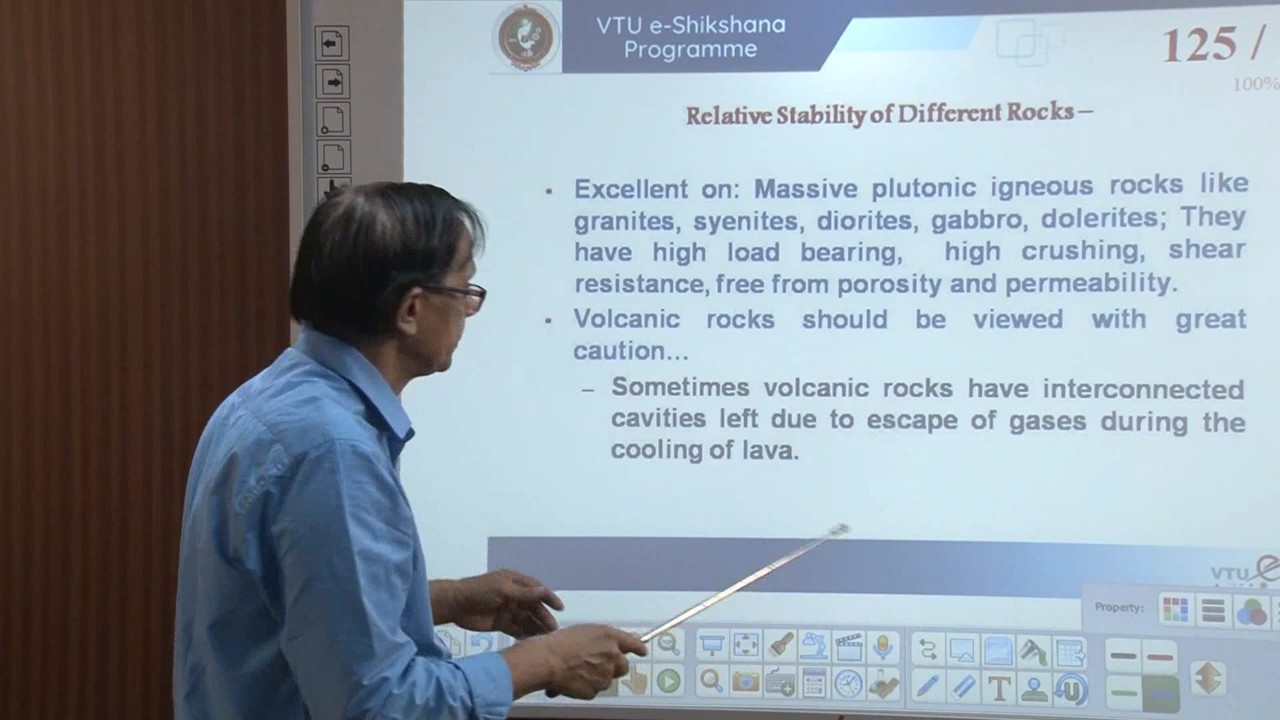 VTU e-Shikshana
Programme
125 /
100%
Relative Stability of Different Rocks –
• Excellent on: Massive plutonic igneous rocks like
granites, syenites, diorites, gabbro, dolerites; They
have high load bearing, high crushing, shear
resistance, free from porosity and permeability.
• Volcanic rocks should be viewed with great
caution...
– Sometimes volcanic rocks have interconnected
cavities left due to escape of gases during the
cooling of lava.
VTU e
Property: